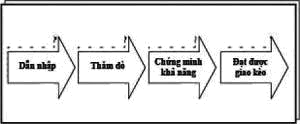 Dẫn nhập
Thăm dò
Chứng minh
khả năng
Đạt được
giao kèo